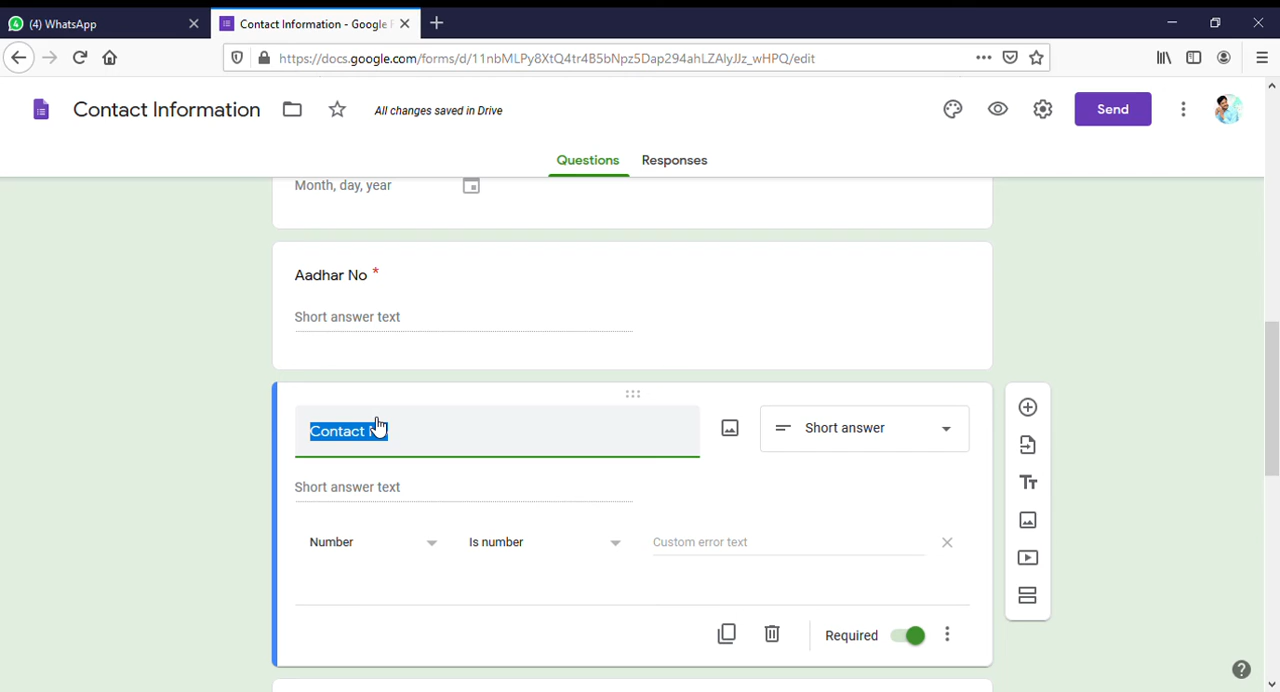 (4) WhatsApp
Contact Information - Google F
https://docs.google.com/forms/d/11nbMLPy8XtQ4tr4B5bNpz5Dap294ahLZAlyJJz_wHPQ/edit
Contact Information
All changes saved in Drive
Send
Questions
Responses
Month, day, year
Aadhar No *
Short answer text
Contact
Short answer
Short answer text
Number
Is number
Custom error text
Required